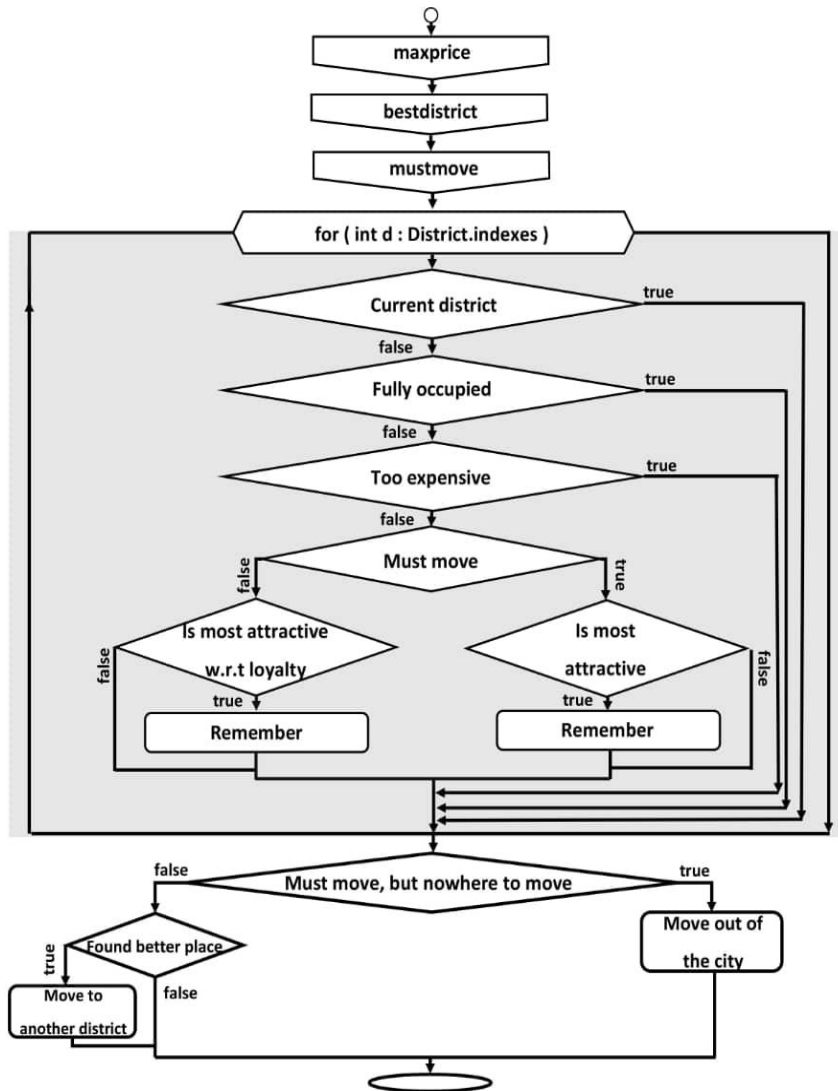 maxprice
bestdistrict
mustmove
for ( int d : District.indexes )
Current district
true
false
Fully occupied
true
false
Too expensive
true
false
Must move
false
true
Is most attractive
w.r.t loyalty
false
true
Is most
attractive
false
true
Remember
Remember
Must move, but nowhere to move
false
true
Found better place
true
false
Move to
another district
Move out of
the city